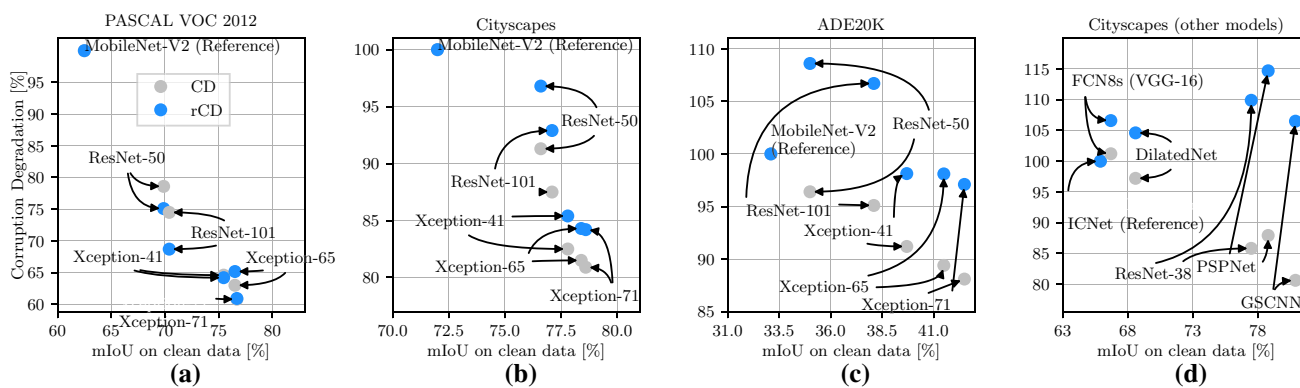 PASCAL VOC 2012
MobileNet-V2 (Reference)
CD
rCD
ResNet-50
ResNet-101
Xception-41
Xception-65
Xception-71
Corruption Degradation [%]
95
90
85
80
75
70
65
60
60
65
70
75
80
mIoU on clean data [%]
(a)
Cityscapes
MobileNet-V2 (Reference)
ResNet-50
ResNet-101
Xception-41
Xception-65
Xception-71
100
95
90
85
80
70.0
72.5
75.0
77.5
80.0
mIoU on clean data [%]
(b)
ADE20K
MobileNet-V2
(Reference)
ResNet-50
ResNet-101
Xception-41
Xception-65
Xception-71
110
105
100
95
90
85
31.0
33.5
36.0
38.5
41.0
mIoU on clean data [%]
(c)
Cityscapes (other models)
FCN8s (VGG-16)
DilatedNet
ICNet (Reference)
ResNet-38
PSPNet
GSCNN
115
110
105
100
95
90
85
80
63
68
73
78
mIoU on clean data [%]
(d)